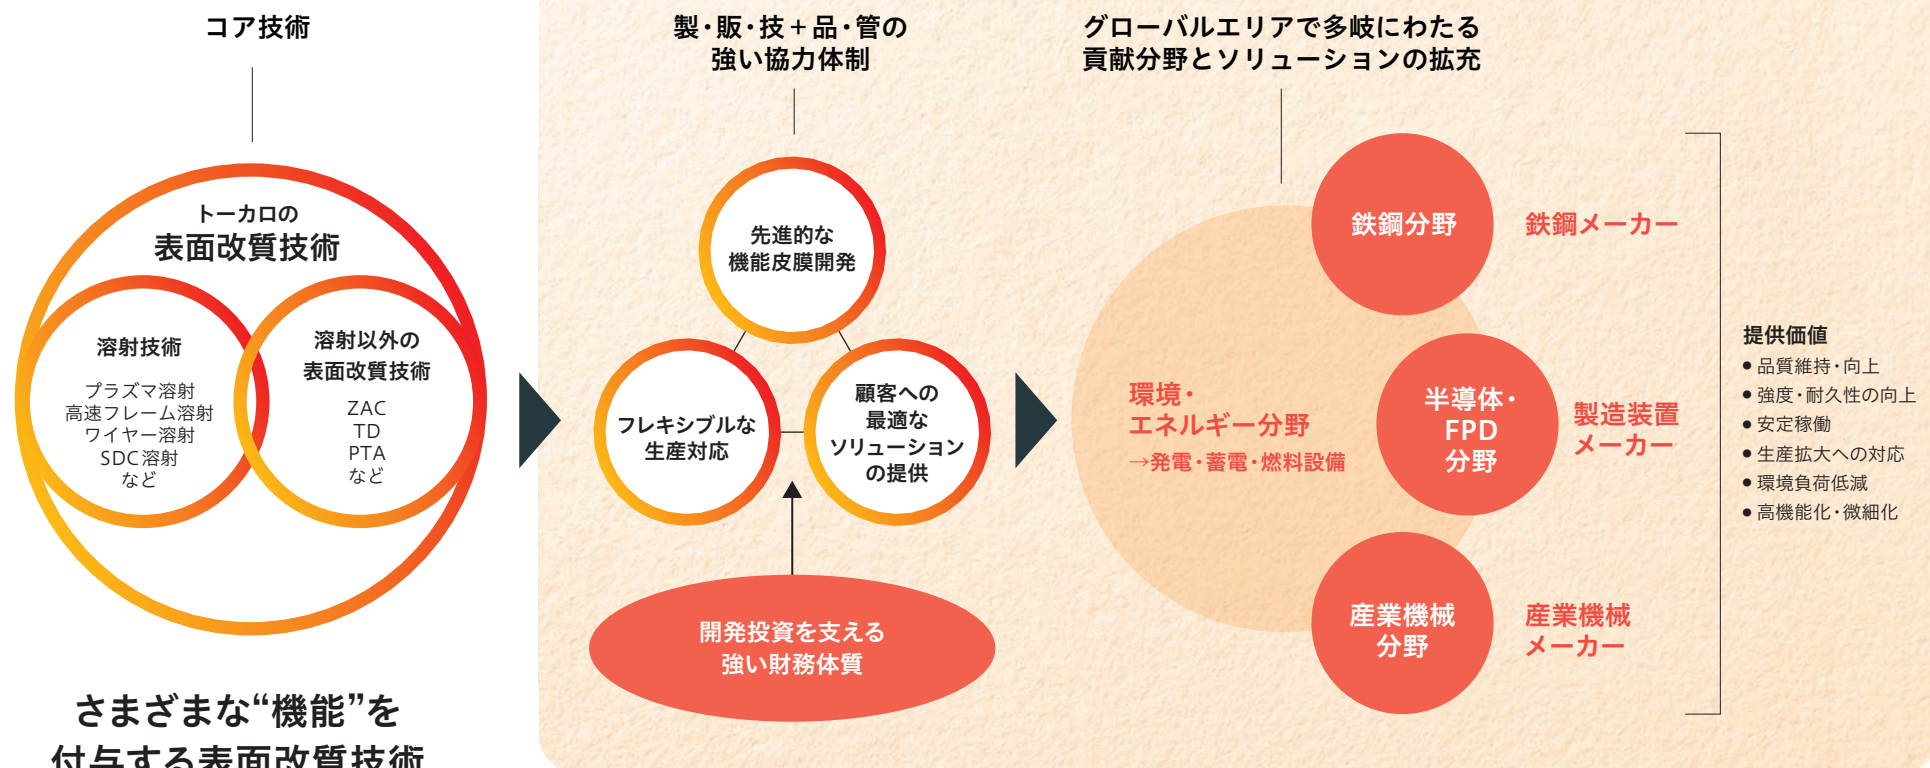 コア技術
トーカロの
表面改質技術
溶射技術
プラズマ溶射
高速フレーム溶射
ワイヤー溶射
SDC溶射
など
溶射以外の
表面改質技術
ZAC
TD
PTA
など
さまざまな“機能”を
付与する表面改質技術
製・販・技＋品・管の
強い協力体制
先進的な
機能皮膜開発
フレキシブルな
生産対応
顧客への
最適な
ソリューション
の提供
開発投資を支える
強い財務体質
グローバルエリアで多岐にわたる
貢献分野とソリューションの拡充
環境・
エネルギー分野
→発電・蓄電・燃料設備
鉄鋼分野
鉄鋼メーカー
半導体・
FPD
分野
製造装置
メーカー
産業機械
分野
産業機械
メーカー
提供価値
●品質維持・向上
●強度・耐久性の向上
●安定稼働
●生産拡大への対応
●環境負荷低減
●高機能化・微細化